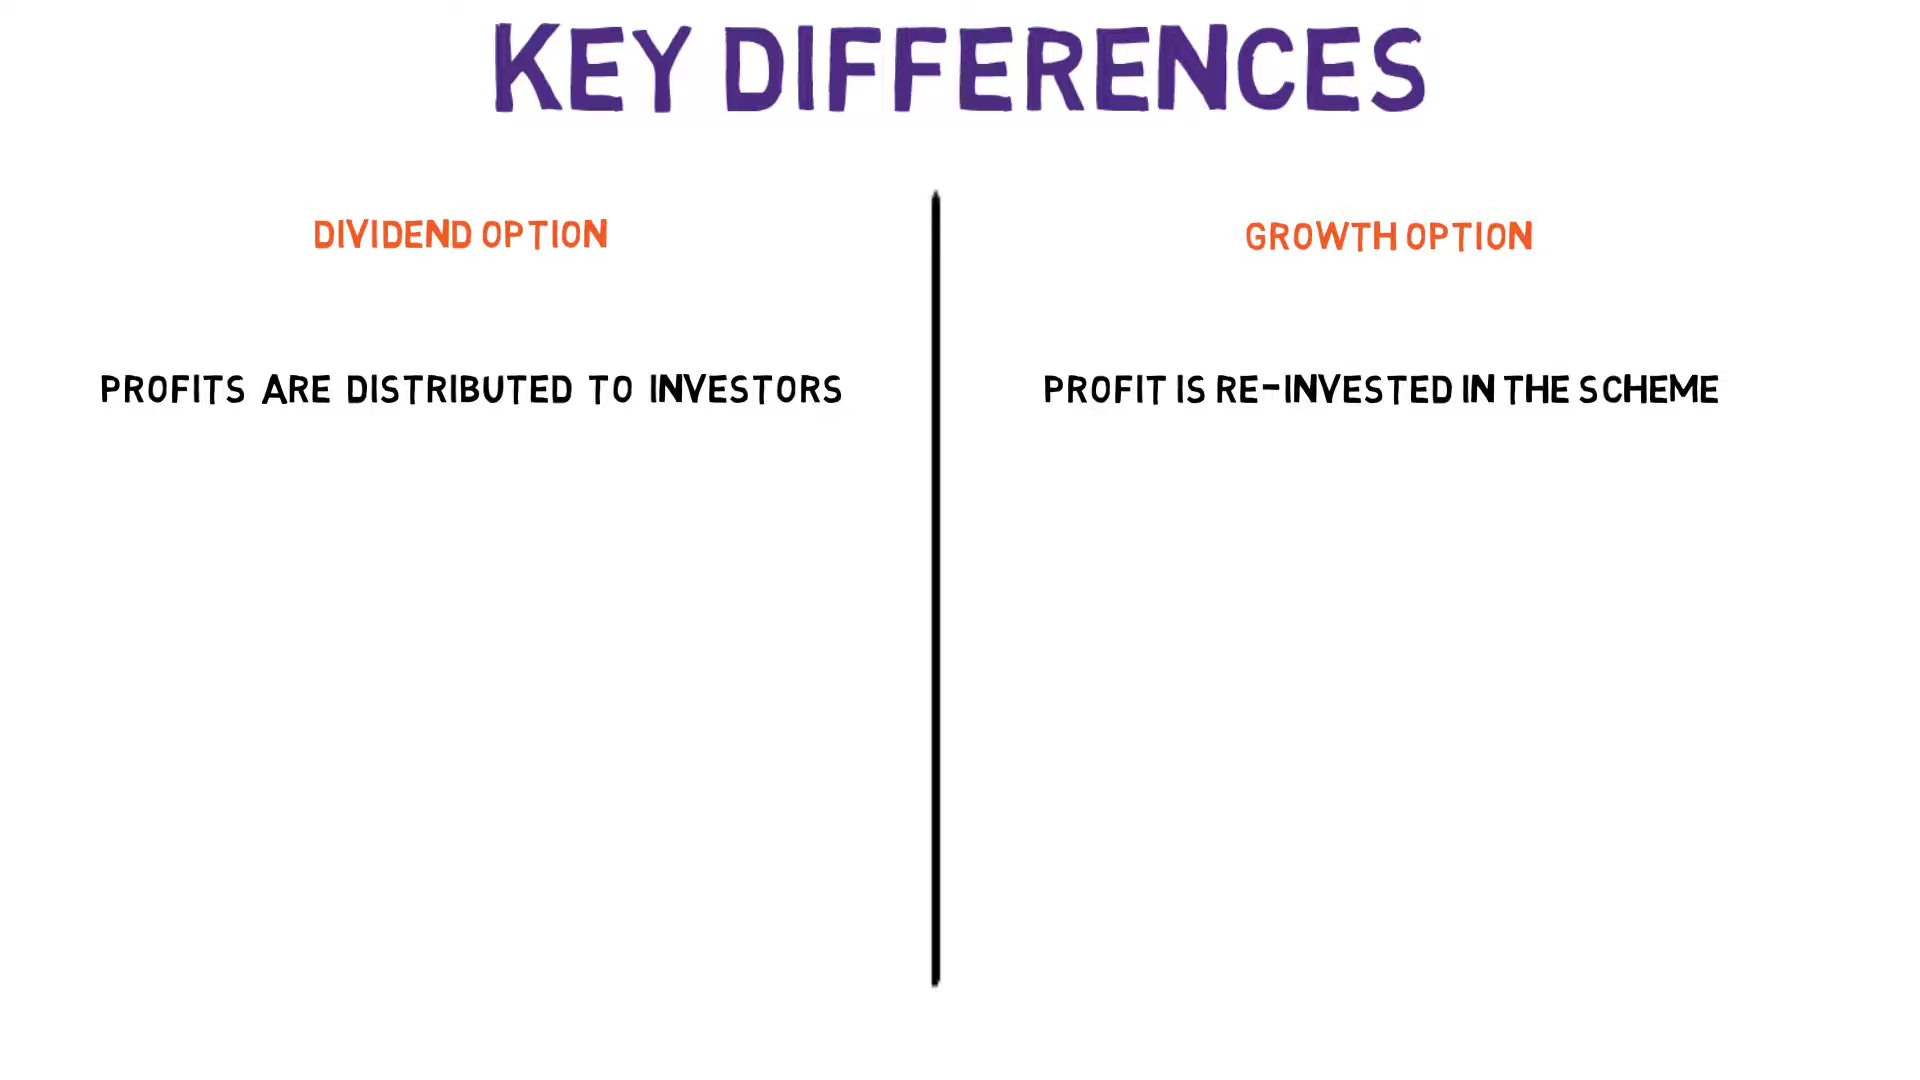 KEY DIFFERENCES
DIVIDEND OPTION
GROWTH OPTION
PROFITS ARE DISTRIBUTED TO INVESTORS
PROFIT IS RE-INVESTED IN THE SCHEME